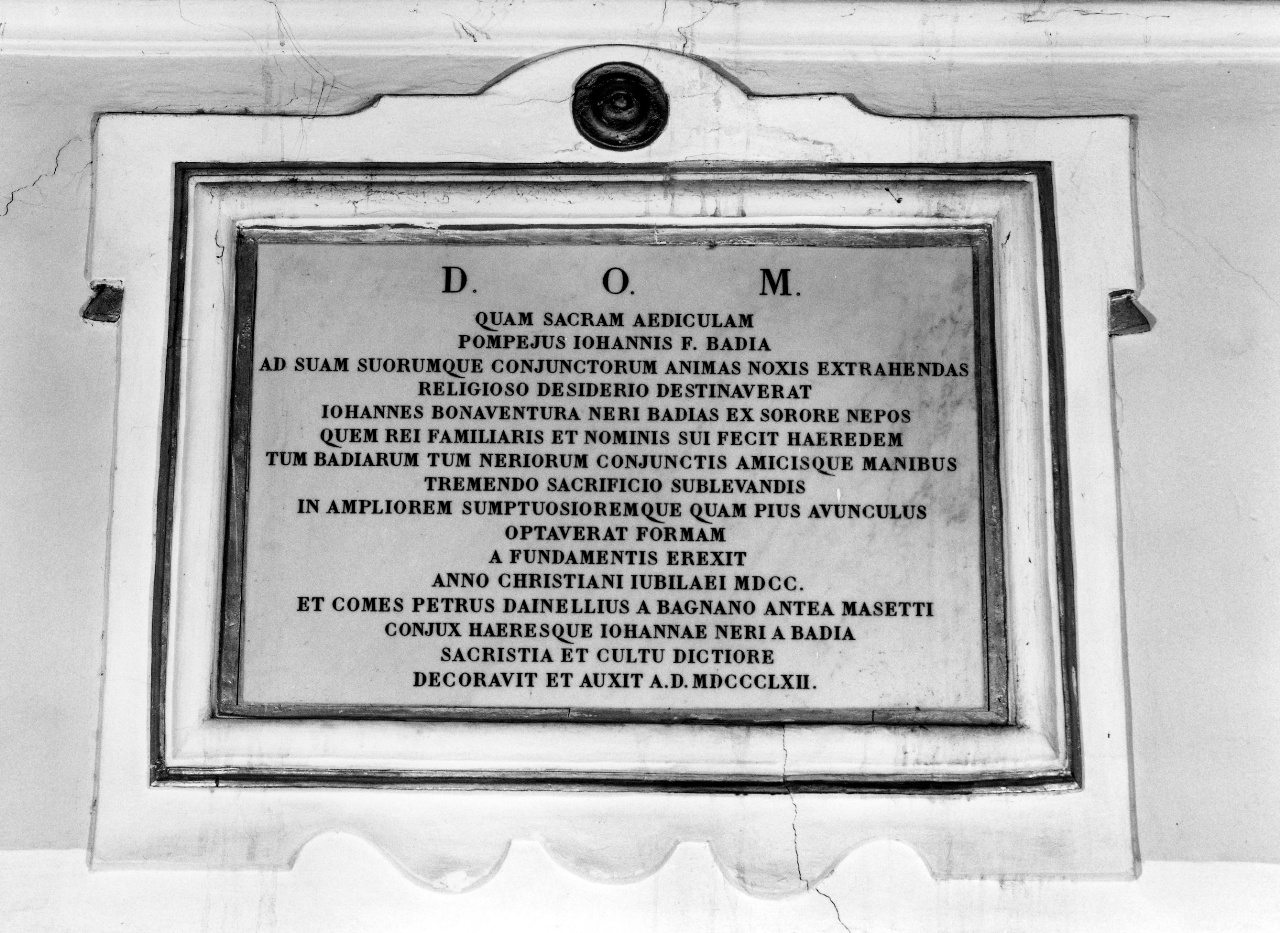 D. O. M.
QUAM SACRAM AEDICULAM
POMPEJUS IOHANNIS F. BADIA
AD SUAM SUORUMQUE CONJUNCTORUM ANIMAS NOXIS EXTRAHENDAS
RELIGIOSO DESIDERIO DESTINAVERAT
IOHANNES BONAVENTURA NERI BADIAS EX SORORE NEPOS
QUEM REI FAMILIARIS ET NOMINIS SUI FECIT HAEREDEM
TUM BADIARUM TUM NERIORUM CONJUNCTIS AMICISQUE MANIBUS
TREMENDO SACRIFICIO SUBLEVANDIS
IN AMPLIOREM SUMPTUOSIOREMQUE QUAM PIUS AVUNCULUS
OPTAVERAT FORMAM
A FUNDAMENTIS EREXIT
ANNO CHRISTIANI IUBILAEI MDCC.
ET COMES PETRUS DAINELLIUS A BAGNANO ANTEA MASETTI
CONJUX HAERESQUE IOHANNAE NERI A BADIA
SACRISTIA ET CULTU DICTIORE
DECORAVIT ET AUXIT A.D. MDCCCLXII.